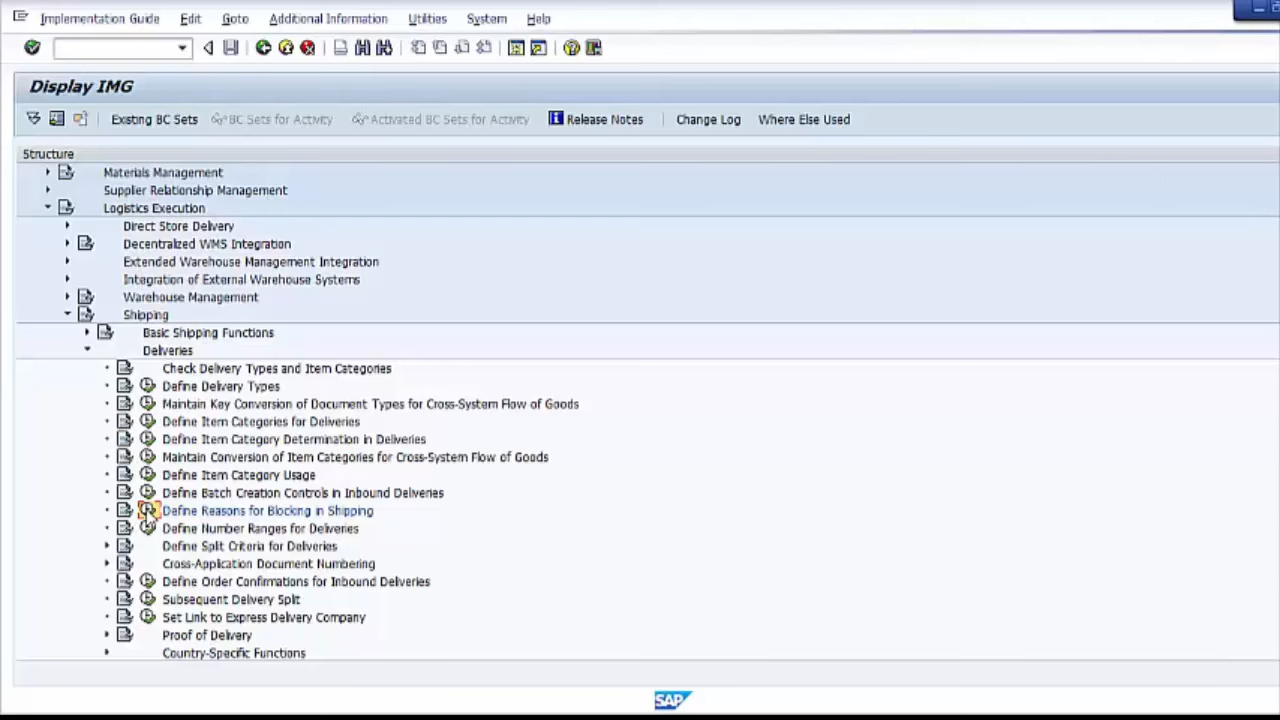 Implementation Guide Edit Goto Additional Information Utilities System Help
Display IMG
Existing BC Sets BC Sets for Activity Activated BC Sets for Activity Release Notes Change Log Where Else Used
Structure
Materials Management
Supplier Relationship Management
Logistics Execution
Direct Store Delivery
Decentralized WMS Integration
Extended Warehouse Management Integration
Integration of External Warehouse Systems
Warehouse Management
Shipping
Basic Shipping Functions
Deliveries
Check Delivery Types and Item Categories
Define Delivery Types
Maintain Key Conversion of Document Types for Cross-System Flow of Goods
Define Item Categories for Deliveries
Define Item Category Determination in Deliveries
Maintain Conversion of Item Categories for Cross-System Flow of Goods
Define Item Category Usage
Define Batch Creation Controls in Inbound Deliveries
Define Reasons for Blocking in Shipping
Define Number Ranges for Deliveries
Define Split Criteria for Deliveries
Cross-Application Document Numbering
Define Order Confirmations for Inbound Deliveries
Subsequent Delivery Split
Set Link to Express Delivery Company
Proof of Delivery
Country-Specific Functions
SAP